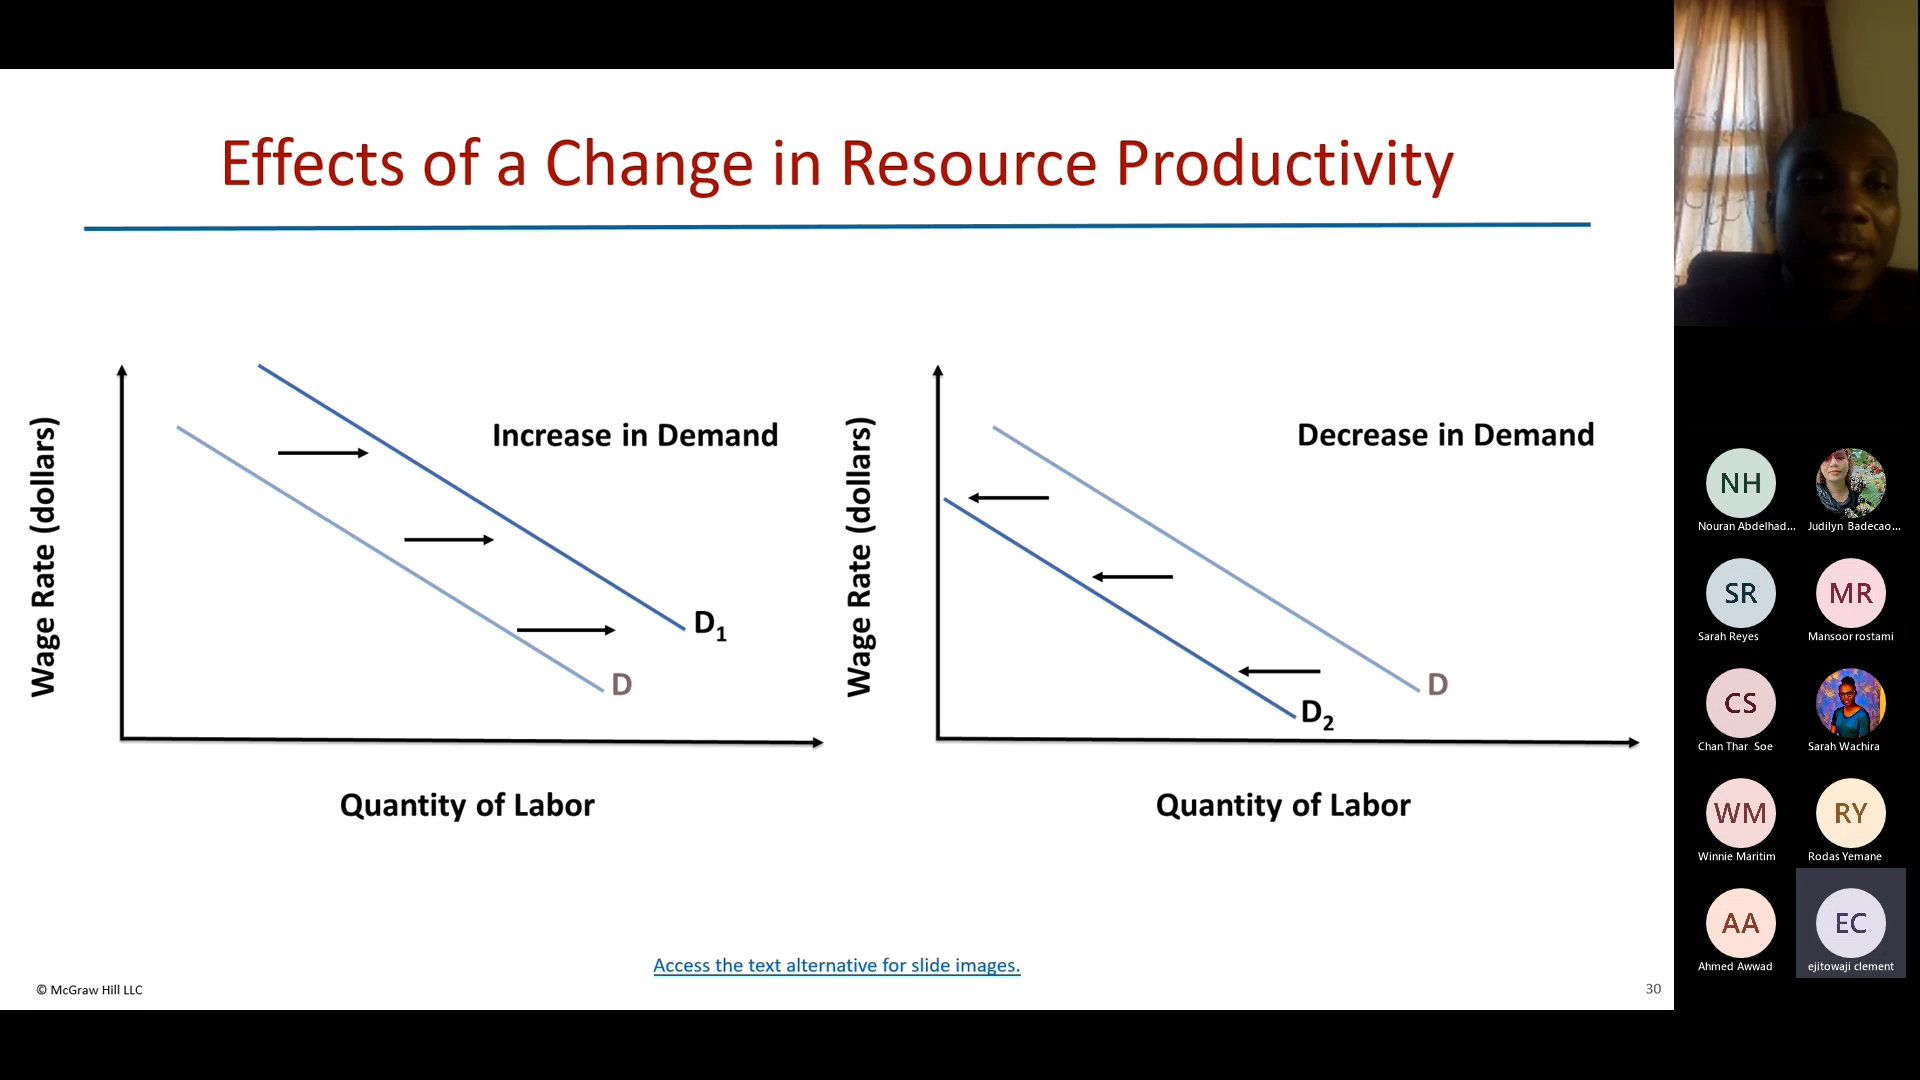 Effects of a Change in Resource Productivity
Wage Rate (dollars)
Increase in Demand
D1
D
Quantity of Labor
Wage Rate (dollars)
Decrease in Demand
D
D2
Quantity of Labor
Access the text alternative for slide images.
© McGraw Hill LLC
30
NH
Nouran Abdelhad...
Judilyn Badecao...
SR
Sarah Reyes
MR
Mansoor rostami
CS
Chan Thar Soe
Sarah Wachira
WM
Winnie Maritim
RY
Rodas Yemane
AA
Ahmed Awwad
EC
ejitowaji clement